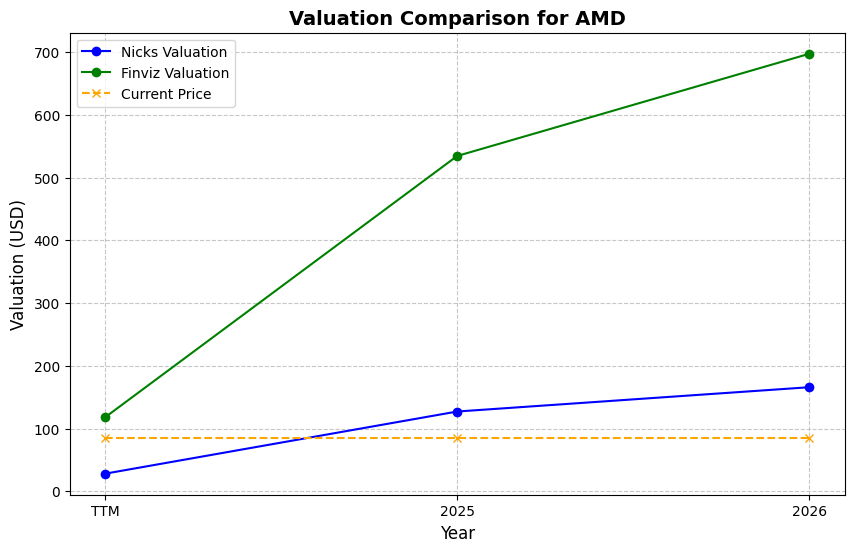 Valuation Comparison for AMD
Nicks Valuation
Finviz Valuation
Current Price
Valuation (USD)
700
600
500
400
300
200
100
0
TTM 2025 2026
Year